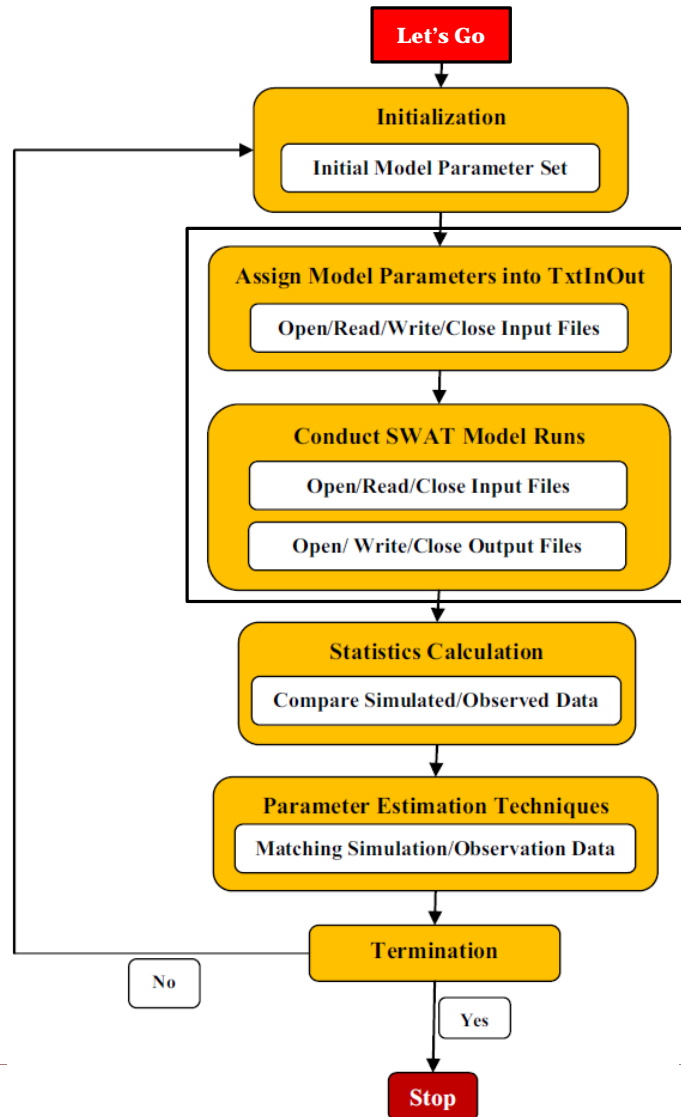 Let's Go
Initialization
Initial Model Parameter Set
Assign Model Parameters into TxtInOut
Open/Read/Write/Close Input Files
Conduct SWAT Model Runs
Open/Read/Close Input Files
Open/ Write/Close Output Files
Statistics Calculation
Compare Simulated/Observed Data
Parameter Estimation Techniques
Matching Simulation/Observation Data
Termination
No
Yes
Stop